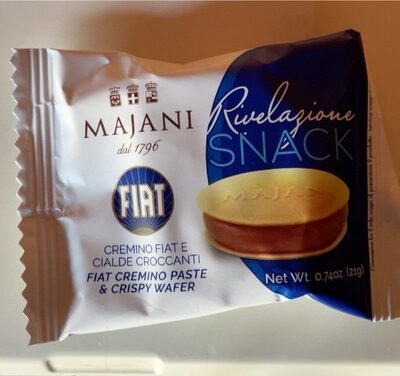 MAJANI
dal 1796
Rivelazione
SNACK
FIAT
MAJANI
CREMINO FIAT E
CIALDE CROCCANTI
FIAT CREMINO PASTE
& CRISPY WAFER
Net Wt. 0.74oz (21g)